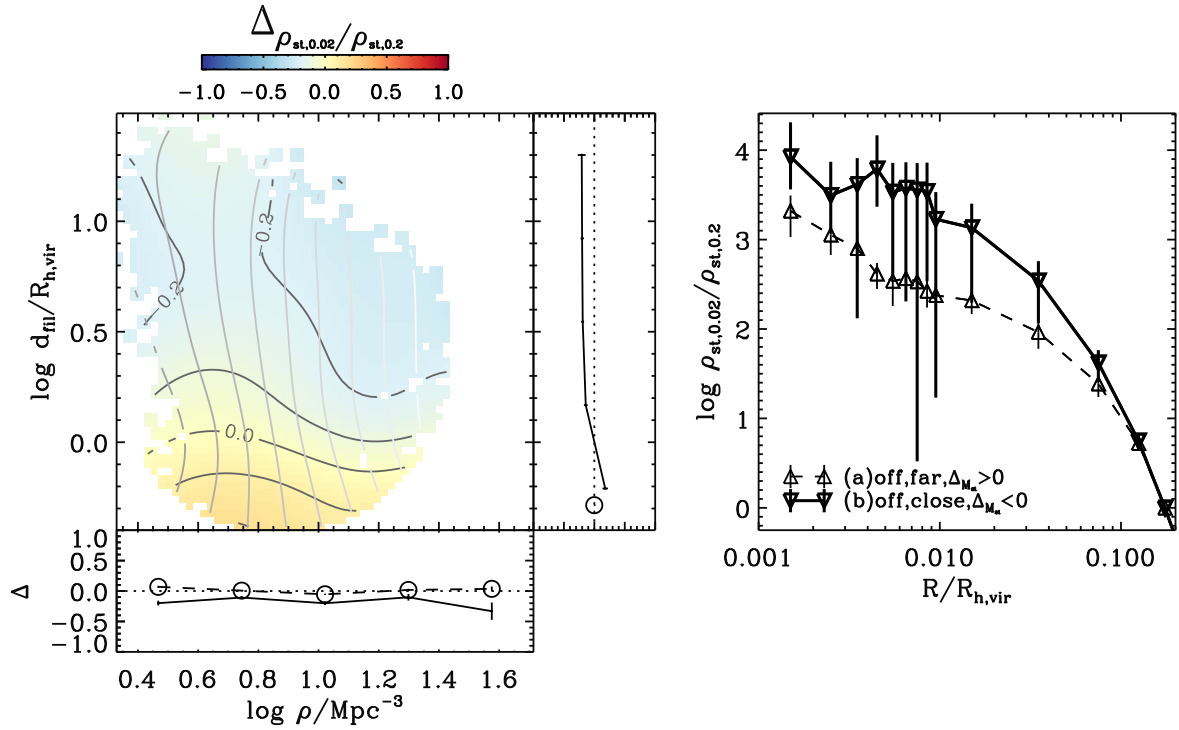 Δρst,0.02/ρst,0.2
−1.0 −0.5 0.0 0.5 1.0
log dfil/Rh,vir
1.0
0.5
0.0
−0.2
−0.2
0.0
Δ
1.0
0.5
0.0
−0.5
−1.0
0.4 0.6 0.8 1.0 1.2 1.4 1.6
log ρ/Mpc−3
log ρst,0.02/ρst,0.2
4
3
2
1
0
(a)off,far,ΔM*>0
(b)off,close,ΔM*<0
0.001 0.010 0.100
R/Rh,vir